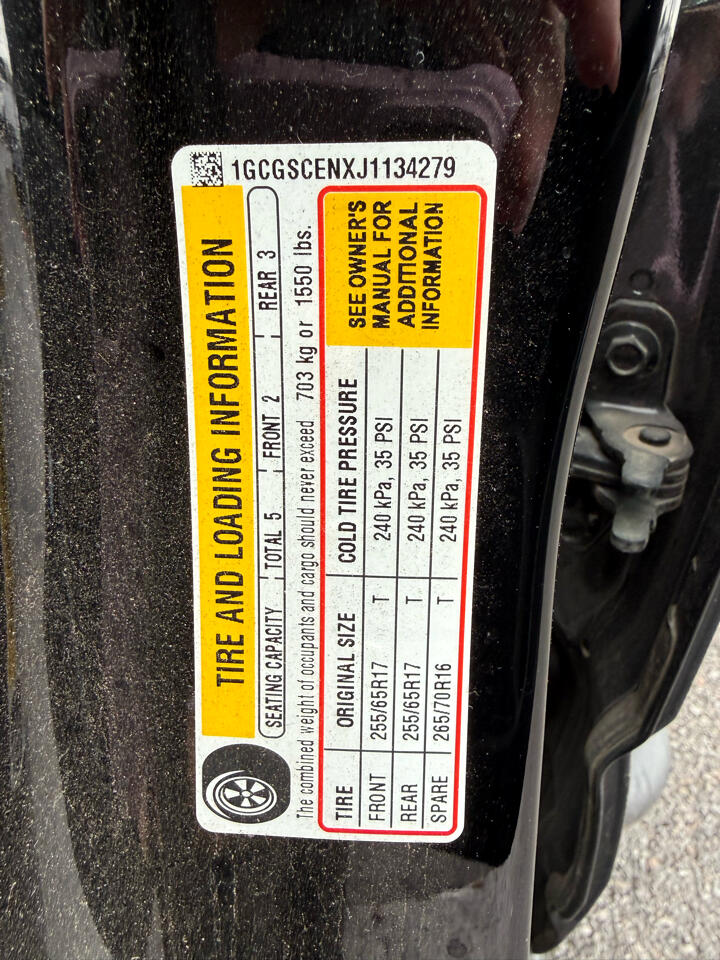 1GCGSCENXJ1134279
TIRE AND LOADING INFORMATION
SEATING CAPACITY TOTAL 5 FRONT 2 REAR 3
The combined weight of occupants and cargo should never exceed 703 kg or 1550 lbs.
TIRE ORIGINAL SIZE COLD TIRE PRESSURE
FRONT 255/65R17 T 240 kPa, 35 PSI
REAR 255/65R17 T 240 kPa, 35 PSI
SPARE 265/70R16 T 240 kPa, 35 PSI
SEE OWNER'S
MANUAL FOR
ADDITIONAL
INFORMATION